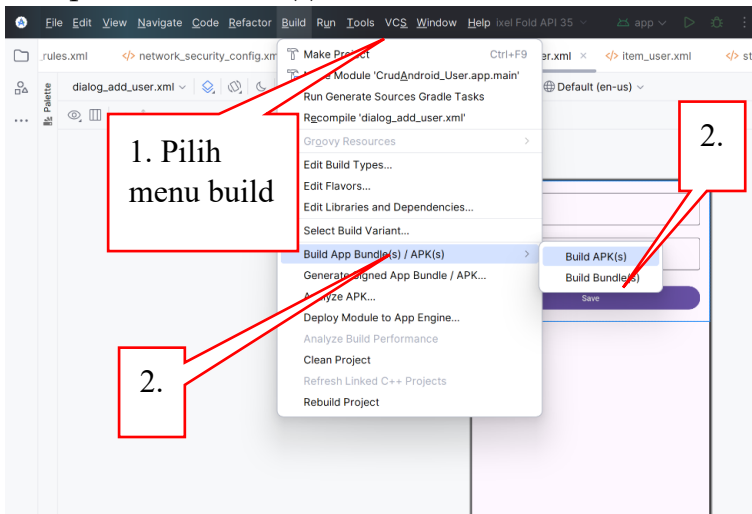 File Edit View Navigate Code Refactor Build Run Tools VCS Window Help ixel Fold API 35 app
_rules.xml network_security_config.xm er.xml × item_user.xml st
Palette
dialog_add_user.xml
Default (en-us)
Make Project Ctrl+F9
Module 'CrudAndroid_User.app.main'
Run Generate Sources Gradle Tasks
Recompile 'dialog_add_user.xml'
Groovy Resources
Edit Build Types...
Edit Flavors...
Edit Libraries and Dependencies...
Select Build Variant...
Build App Bundle(s) / APK(s)
Generate Signed App Bundle / APK...
Analyze APK...
Deploy Module to App Engine...
Analyze Build Performance
Clean Project
Refresh Linked C++ Projects
Rebuild Project
Build APK(s)
Build Bundle(s)
Save
1. Pilih
menu build
2.
2.